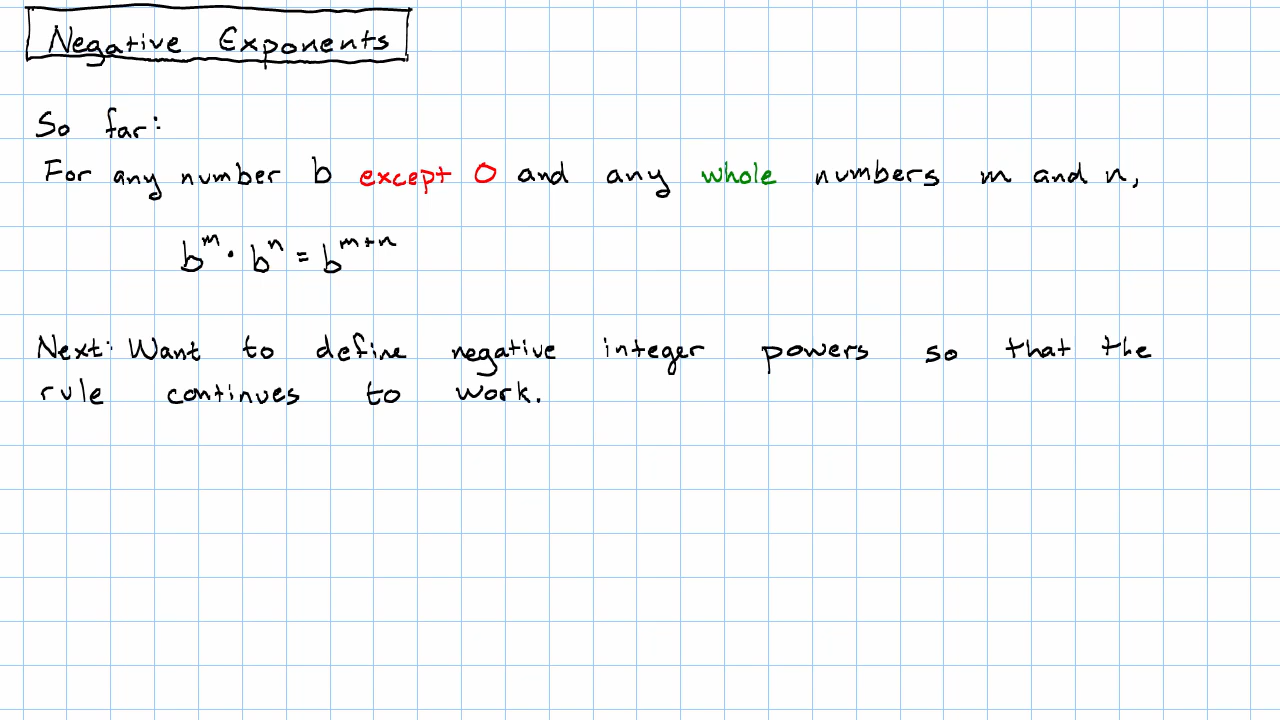 Negative Exponents
So far:
For any number b except 0 and any whole numbers m and n,
b^m · b^n = b^{m+n}
Next: Want to define negative integer powers so that the
rule continues to work.